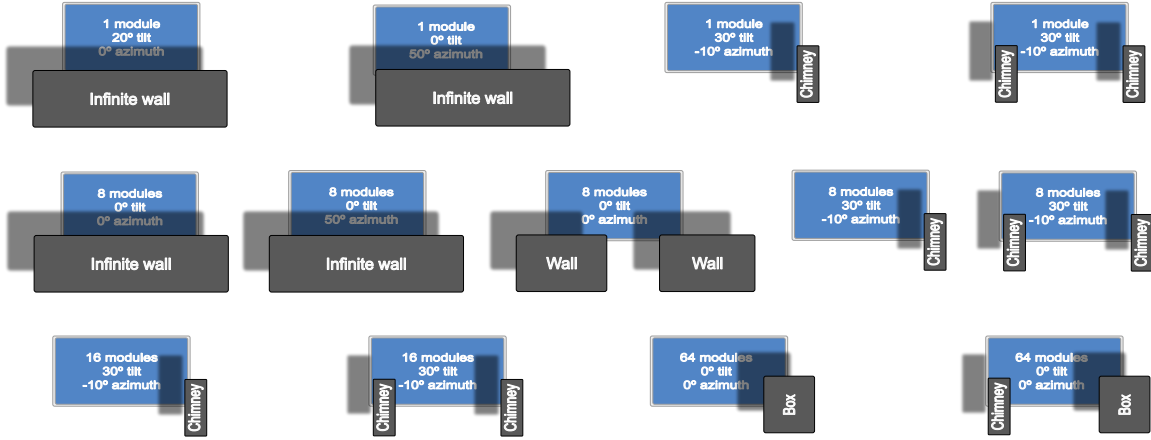 1 module
20º tilt
0º azimuth
Infinite wall
1 module
0º tilt
50º azimuth
Infinite wall
1 module
30º tilt
-10º azimuth
Chimney
1 module
30º tilt
-10º azimuth
Chimney
Chimney
8 modules
0º tilt
0º azimuth
Infinite wall
8 modules
0º tilt
50º azimuth
Infinite wall
8 modules
0º tilt
0º azimuth
Wall
Wall
8 modules
30º tilt
-10º azimuth
Chimney
8 modules
30º tilt
-10º azimuth
Chimney
Chimney
16 modules
30º tilt
-10º azimuth
Chimney
16 modules
30º tilt
-10º azimuth
Chimney
Chimney
64 modules
0º tilt
0º azimuth
Box
64 modules
0º tilt
0º azimuth
Chimney
Box